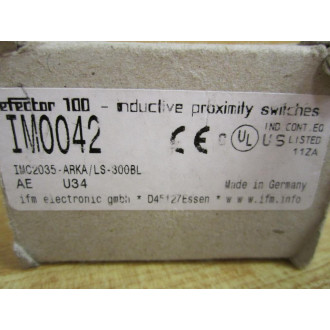 efector 100 - inductive proximity switches
IM0042
IMC2035-ARKA/LS-300BL
AE U34
CE c UL US IND.CONT.EQ LISTED 11ZA
Made in Germany
ifm electronic gmbh * D45127Essen * www.ifm.info